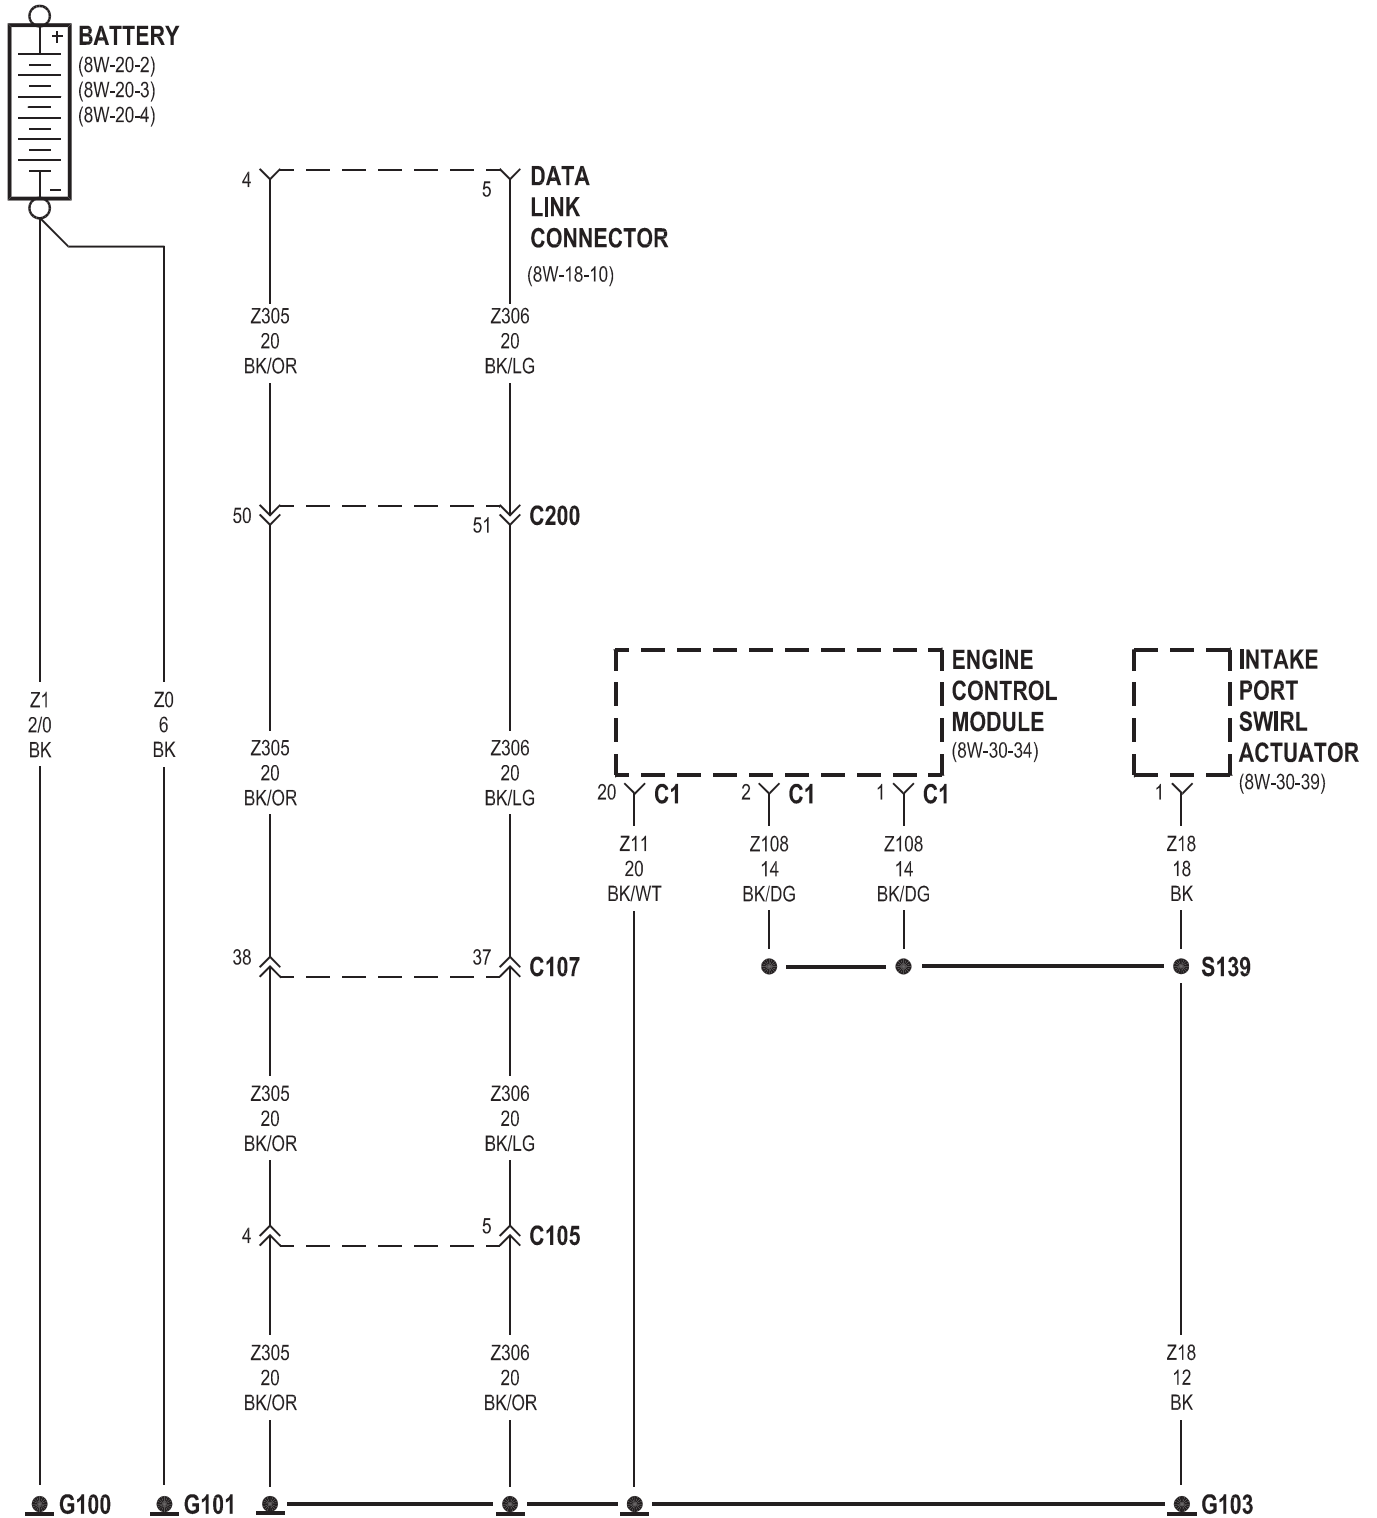 + BATTERY
(8W-20-2)
(8W-20-3)
(8W-20-4)
−
4
5
DATA
LINK
CONNECTOR
(8W-18-10)
Z305
20
BK/OR
Z306
20
BK/LG
50
51
C200
ENGINE
CONTROL
MODULE
(8W-30-34)
INTAKE
PORT
SWIRL
ACTUATOR
(8W-30-39)
Z1
2/0
BK
Z0
6
BK
Z305
20
BK/OR
Z306
20
BK/LG
20 C1
2 C1
1 C1
1
Z11
20
BK/WT
Z108
14
BK/DG
Z108
14
BK/DG
Z18
18
BK
38
37
C107
S139
Z305
20
BK/OR
Z306
20
BK/LG
4
5
C105
Z305
20
BK/OR
Z306
20
BK/OR
Z18
12
BK
G100
G101
G103